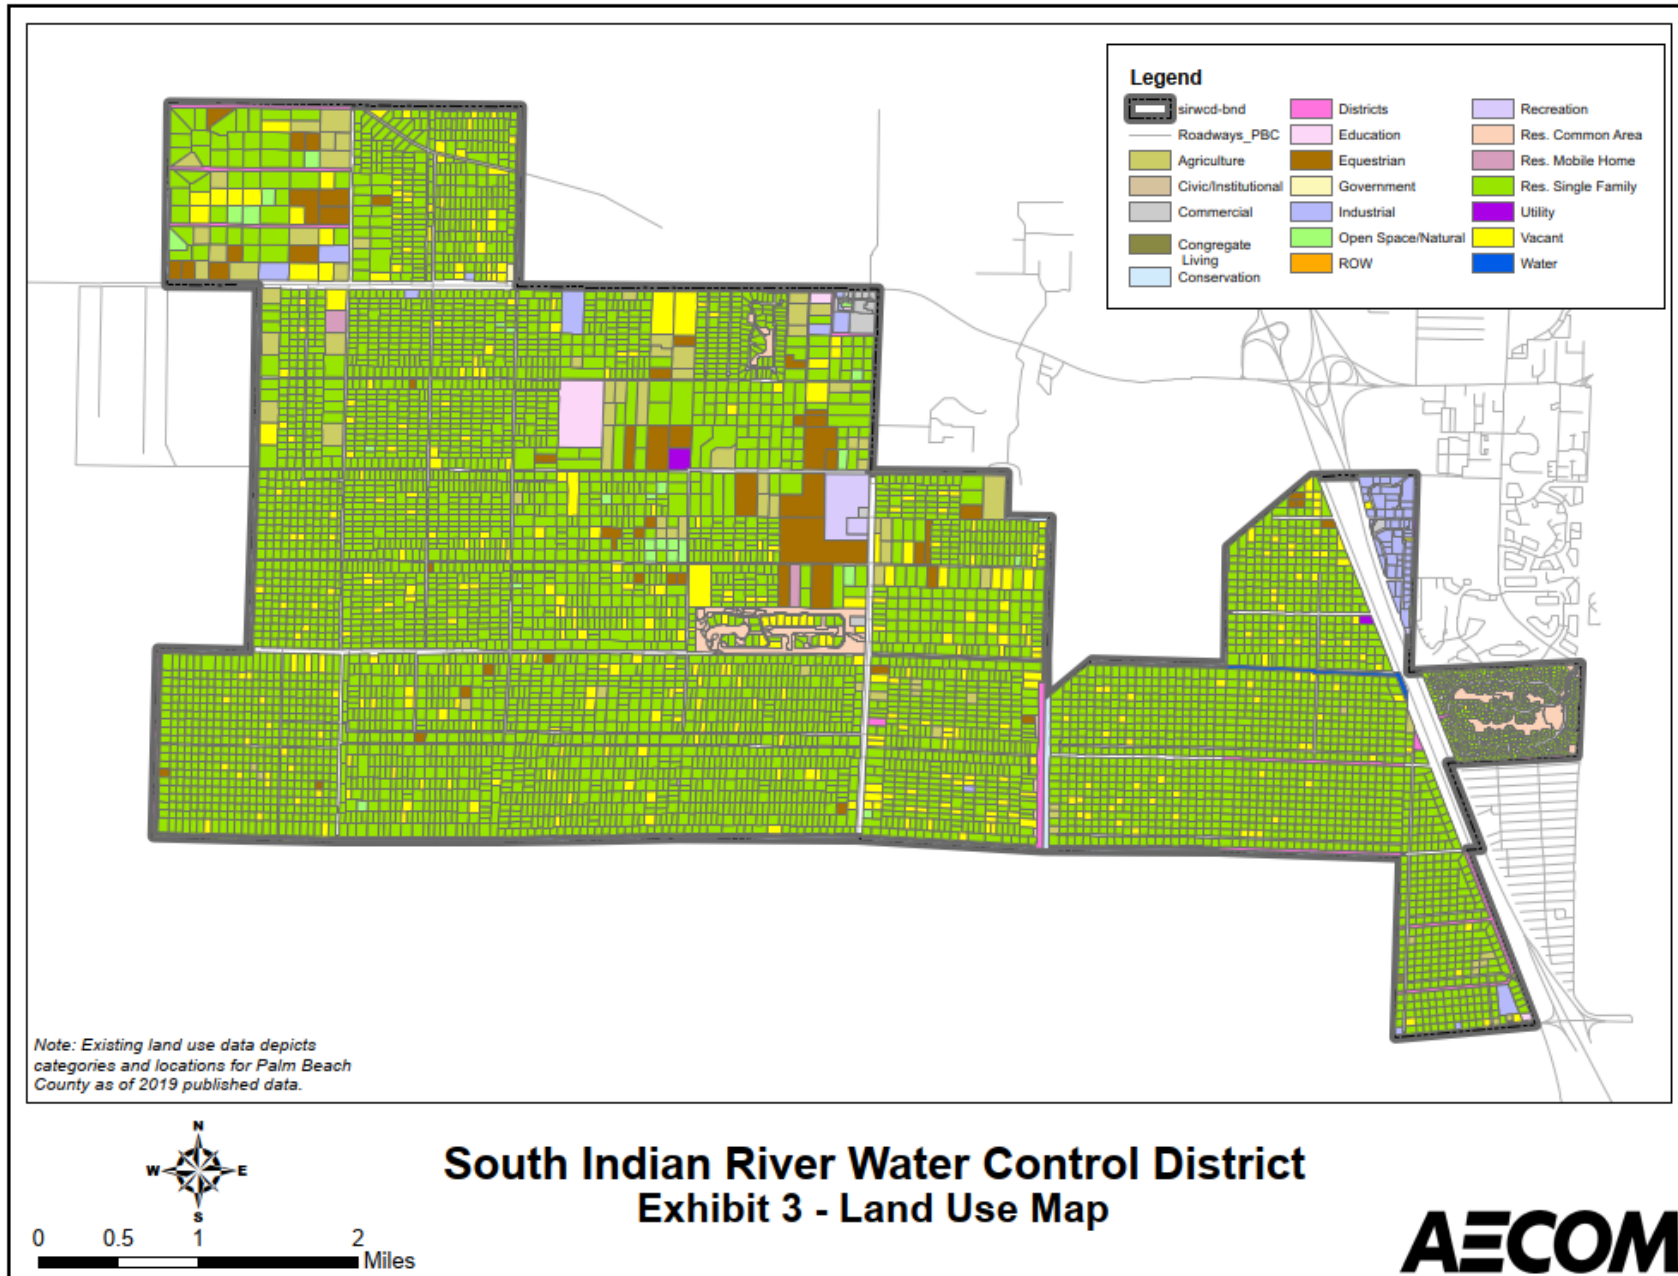 Legend
sirwcd-bnd
Roadways_PBC
Agriculture
Civic/Institutional
Commercial
Congregate
Living
Conservation
Districts
Education
Equestrian
Government
Industrial
Open Space/Natural
ROW
Recreation
Res. Common Area
Res. Mobile Home
Res. Single Family
Utility
Vacant
Water
Note: Existing land use data depicts
categories and locations for Palm Beach
County as of 2019 published data.
N
W E
S
0 0.5 1 2
Miles
South Indian River Water Control District
Exhibit 3 - Land Use Map
AECOM